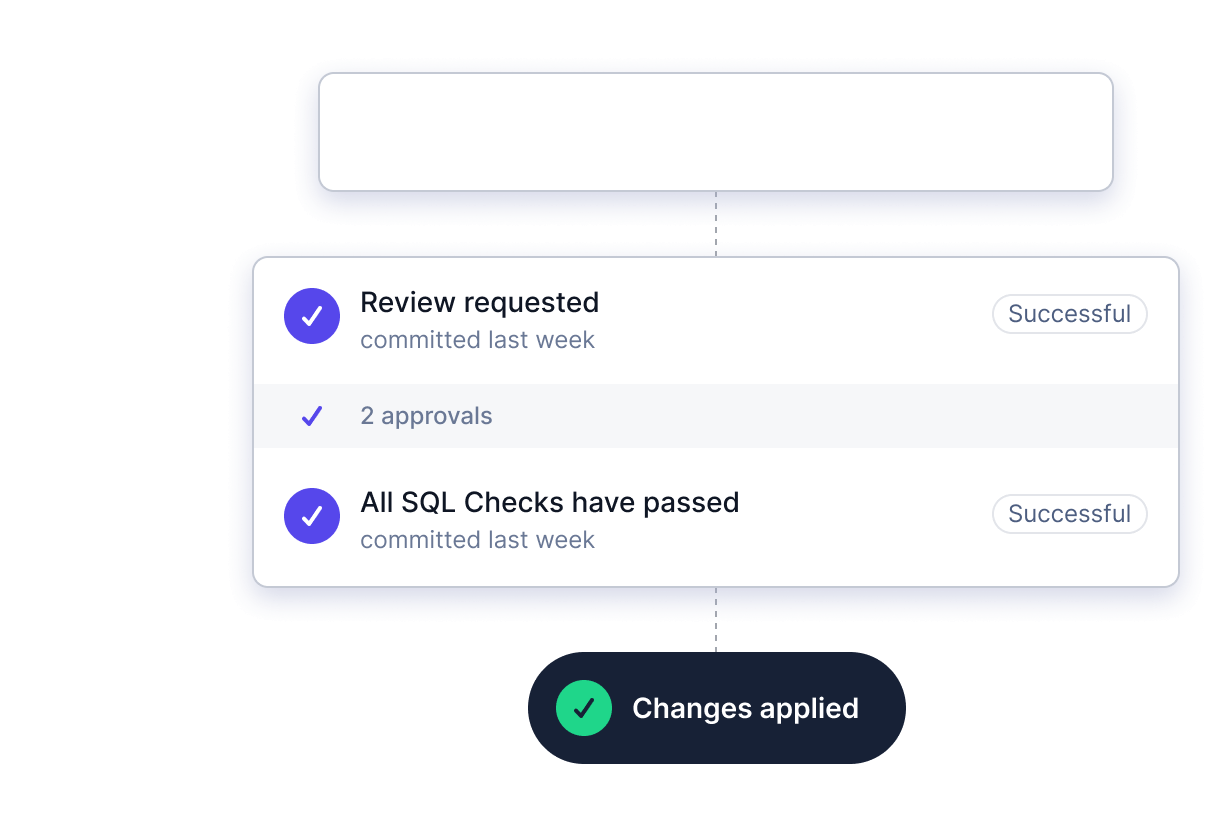 Review requested
Successful
committed last week
2 approvals
All SQL Checks have passed
Successful
committed last week
Changes applied